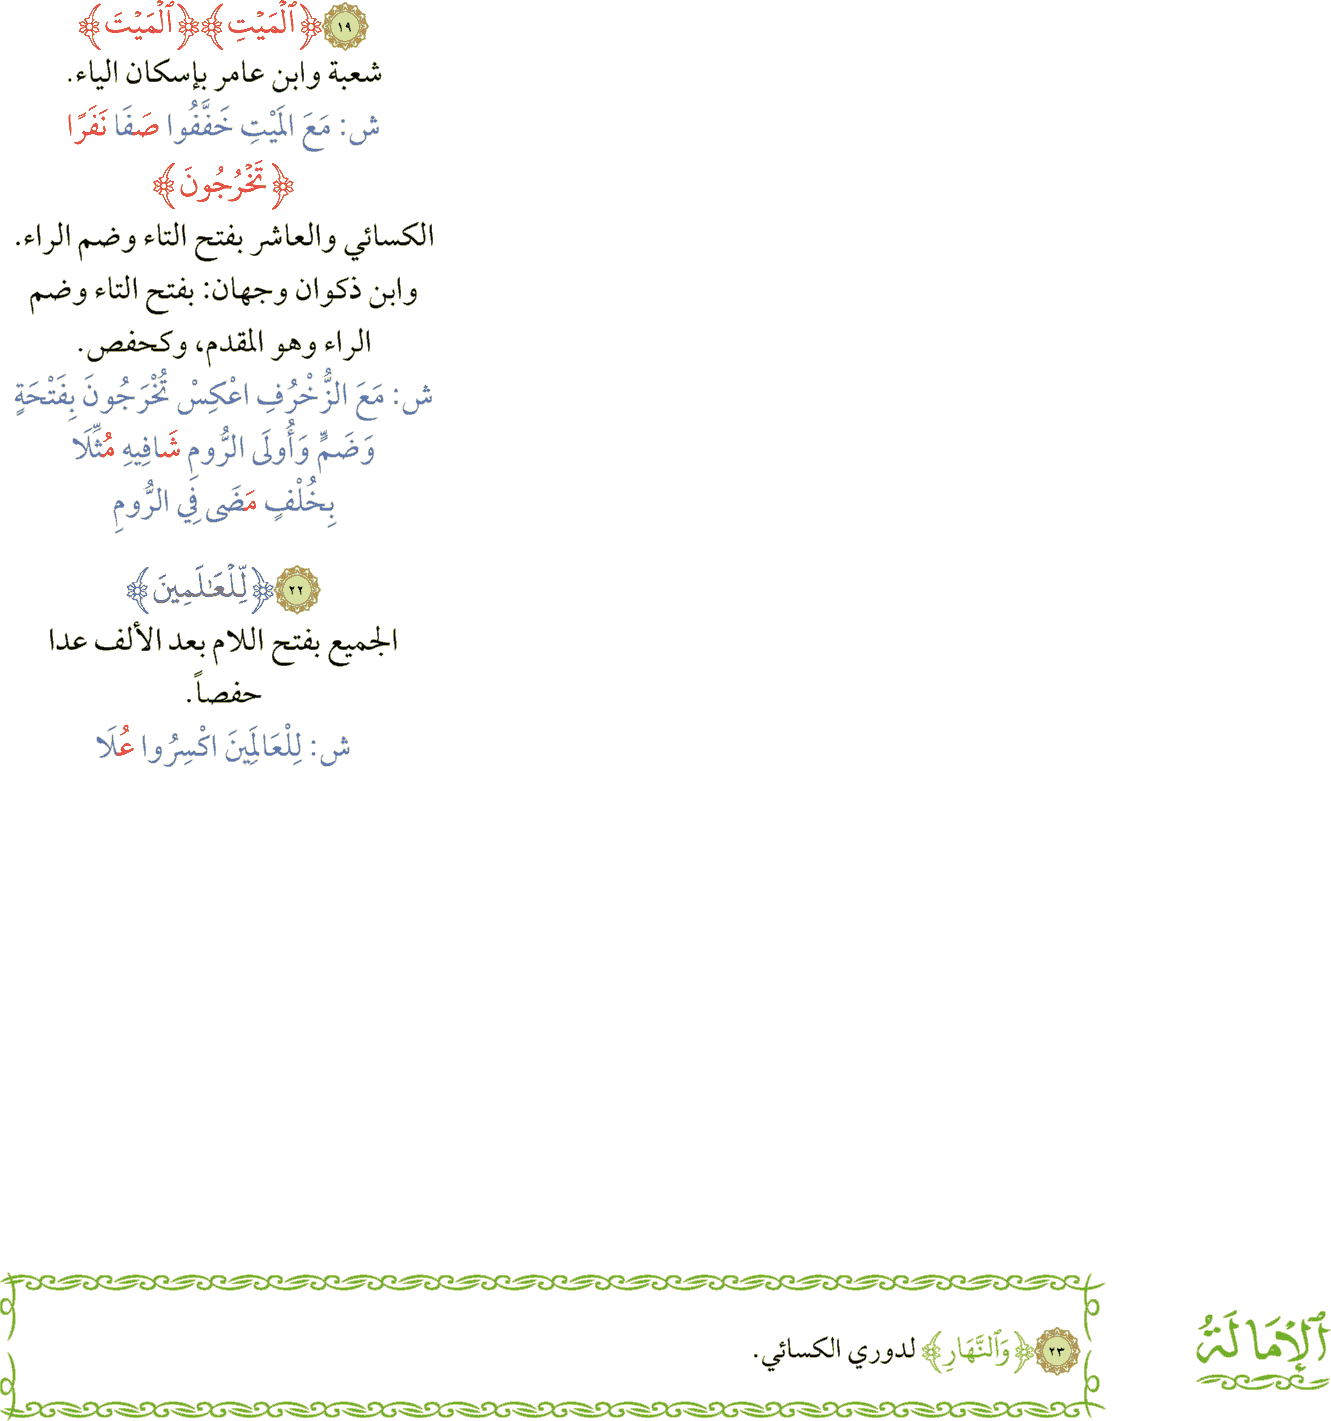 ١٩ ﴿ٱلْمَيْتِ﴾ ﴿ٱلْمَيْتَ﴾
شعبة وابن عامر بإسكان الياء.
ش: مَعَ المَيْتِ خَفَّفُوا صَفَا نَفَرًا
﴿تَخْرُجُونَ﴾
الكسائي والعاشر بفتح التاء وضم الراء.
وابن ذكوان وجهان: بفتح التاء وضم
الراء وهو المقدم، وكحفص.
ش: مَعَ الزُّخْرُفِ اعْكِسْ تُخْرَجُونَ بِفَتْحَةٍ
وَضَمٍّ وَأُولَى الرُّومِ شَافِيهِ مُثِّلَا
بِخُلْفٍ مَضَى فِي الرُّومِ
٢٢ ﴿لِّلْعَـٰلَمِينَ﴾
الجميع بفتح اللام بعد الألف عدا
حفصاً.
ش: لِلْعَالَمِينَ اكْسِرُوا عُلَا
ٱلْإِمَالَةُ
٢٣ ﴿وَٱلنَّهَارِ﴾ لدوري الكسائي.